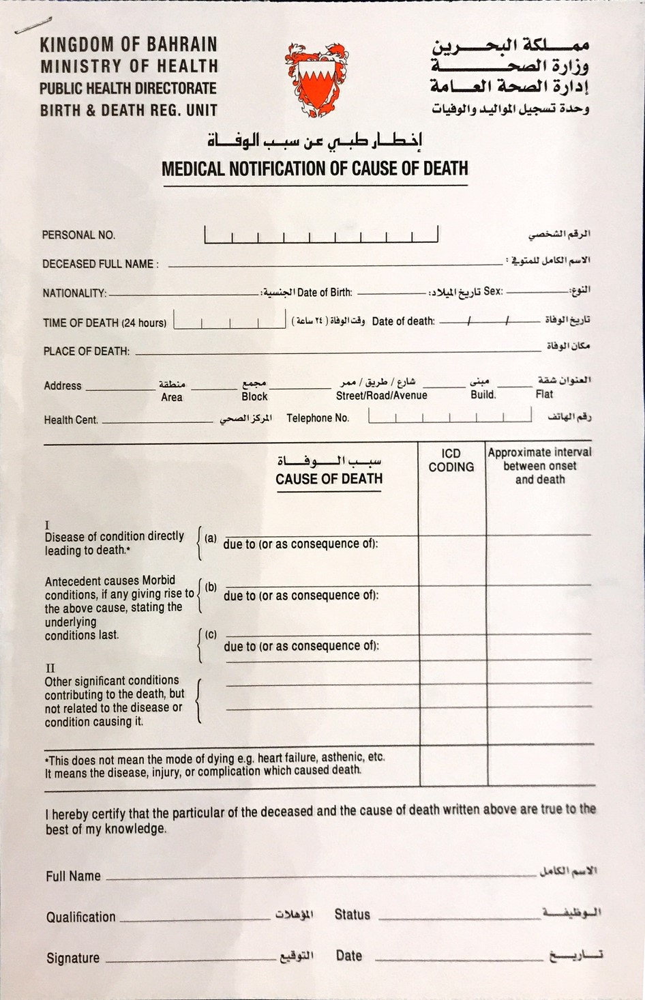 KINGDOM OF BAHRAIN
MINISTRY OF HEALTH
PUBLIC HEALTH DIRECTORATE
BIRTH & DEATH REG. UNIT
مملكة البحرين
وزارة الصحة
إدارة الصحة العامة
وحدة تسجيل المواليد والوفيات
إخطار طبي عن سبب الوفاة
MEDICAL NOTIFICATION OF CAUSE OF DEATH
PERSONAL NO. الرقم الشخصي
DECEASED FULL NAME : الاسم الكامل للمتوفي :
NATIONALITY: الجنسية: Date of Birth: تاريخ الميلاد: Sex: النوع:
TIME OF DEATH (24 hours) وقت الوفاة (٢٤ ساعة) Date of death: / / تاريخ الوفاة
PLACE OF DEATH: مكان الوفاة
Address منطقة مجمع شارع / طريق / ممر مبنى العنوان شقة
Area Block Street/Road/Avenue Build. Flat
Health Cent. المركز الصحي Telephone No. رقم الهاتف
سبب الوفاة
CAUSE OF DEATH
ICD
CODING
Approximate interval
between onset
and death
I
Disease of condition directly
leading to death.*
(a)
due to (or as consequence of):
Antecedent causes Morbid
conditions, if any giving rise to
the above cause, stating the
underlying
conditions last.
(b)
due to (or as consequence of):
(c)
due to (or as consequence of):
II
Other significant conditions
contributing to the death, but
not related to the disease or
condition causing it.
*This does not mean the mode of dying e.g. heart failure, asthenic, etc.
It means the disease, injury, or complication which caused death.
I hereby certify that the particular of the deceased and the cause of death written above are true to the
best of my knowledge.
Full Name الاسم الكامل
Qualification المؤهلات Status الوظيفة
Signature التوقيع Date تاريخ